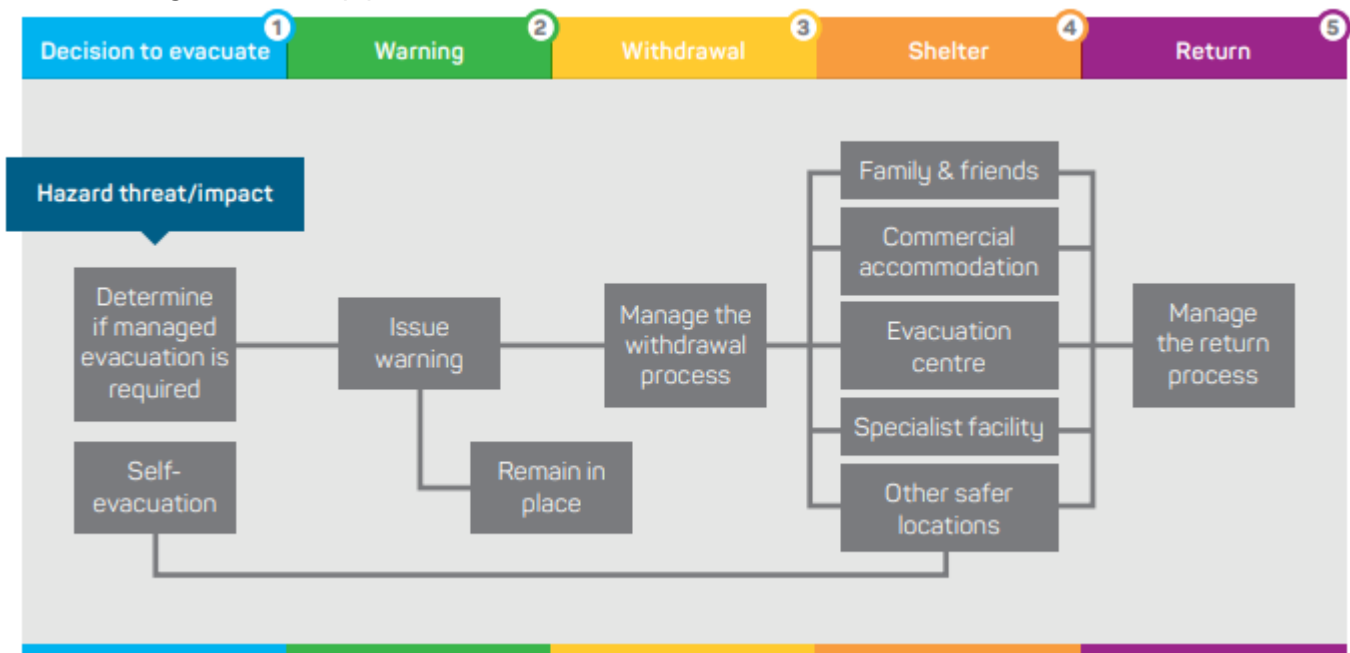 Decision to evacuate
1
Warning
2
Withdrawal
3
Shelter
4
Return
5
Hazard threat/impact
Determine
if managed
evacuation is
required
Self-
evacuation
Issue
warning
Remain in
place
Manage the
withdrawal
process
Family & friends
Commercial
accommodation
Evacuation
centre
Specialist facility
Other safer
locations
Manage
the return
process